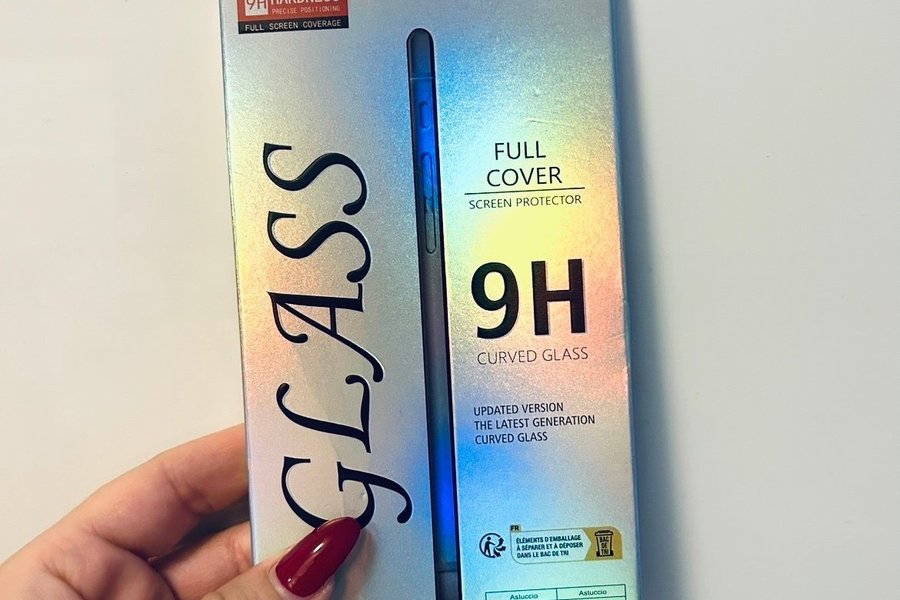 9H HARDNESS
PRECISE POSITIONING
FULL SCREEN COVERAGE
GLASS
FULL
COVER
SCREEN PROTECTOR
9H
CURVED GLASS
UPDATED VERSION
THE LATEST GENERATION
CURVED GLASS
FR
ÉLÉMENTS D'EMBALLAGE
À SÉPARER ET À DÉPOSER
DANS LE BAC DE TRI
BAC
DE
TRI
Astuccio Astuccio